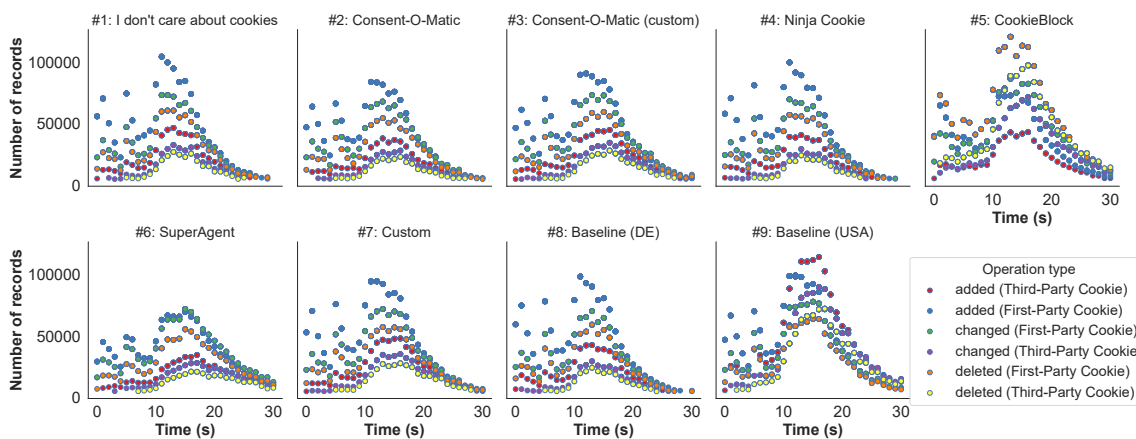 #1: I don't care about cookies
#2: Consent-O-Matic
#3: Consent-O-Matic (custom)
#4: Ninja Cookie
#5: CookieBlock
Number of records
100000
50000
0
0 10 20 30
Time (s)
#6: SuperAgent
#7: Custom
#8: Baseline (DE)
#9: Baseline (USA)
Number of records
100000
50000
0
0 10 20 30
Time (s)
0 10 20 30
Time (s)
0 10 20 30
Time (s)
0 10 20 30
Time (s)
Operation type
added (Third-Party Cookie)
added (First-Party Cookie)
changed (First-Party Cookie)
changed (Third-Party Cookie)
deleted (First-Party Cookie)
deleted (Third-Party Cookie)